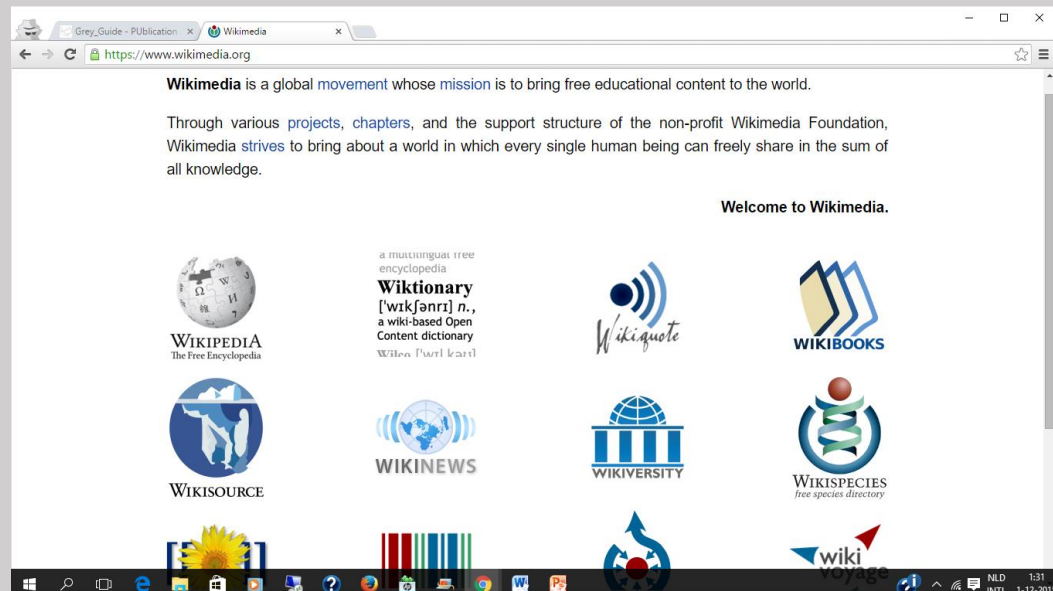 Grey_Guide - PUblication
Wikimedia
https://www.wikimedia.org
Wikimedia is a global movement whose mission is to bring free educational content to the world.
Through various projects, chapters, and the support structure of the non-profit Wikimedia Foundation,
Wikimedia strives to bring about a world in which every single human being can freely share in the sum of
all knowledge.
Welcome to Wikimedia.
WIKIPEDIA
The Free Encyclopedia
a multilingual free
encyclopedia
Wiktionary
['wɪkʃənrɪ] n.,
a wiki-based Open
Content dictionary
Wikiquote
WIKIBOOKS
WIKISOURCE
WIKINEWS
WIKIVERSITY
WIKISPECIES
free species directory
wiki
voyage
NLD
INTL
1:31